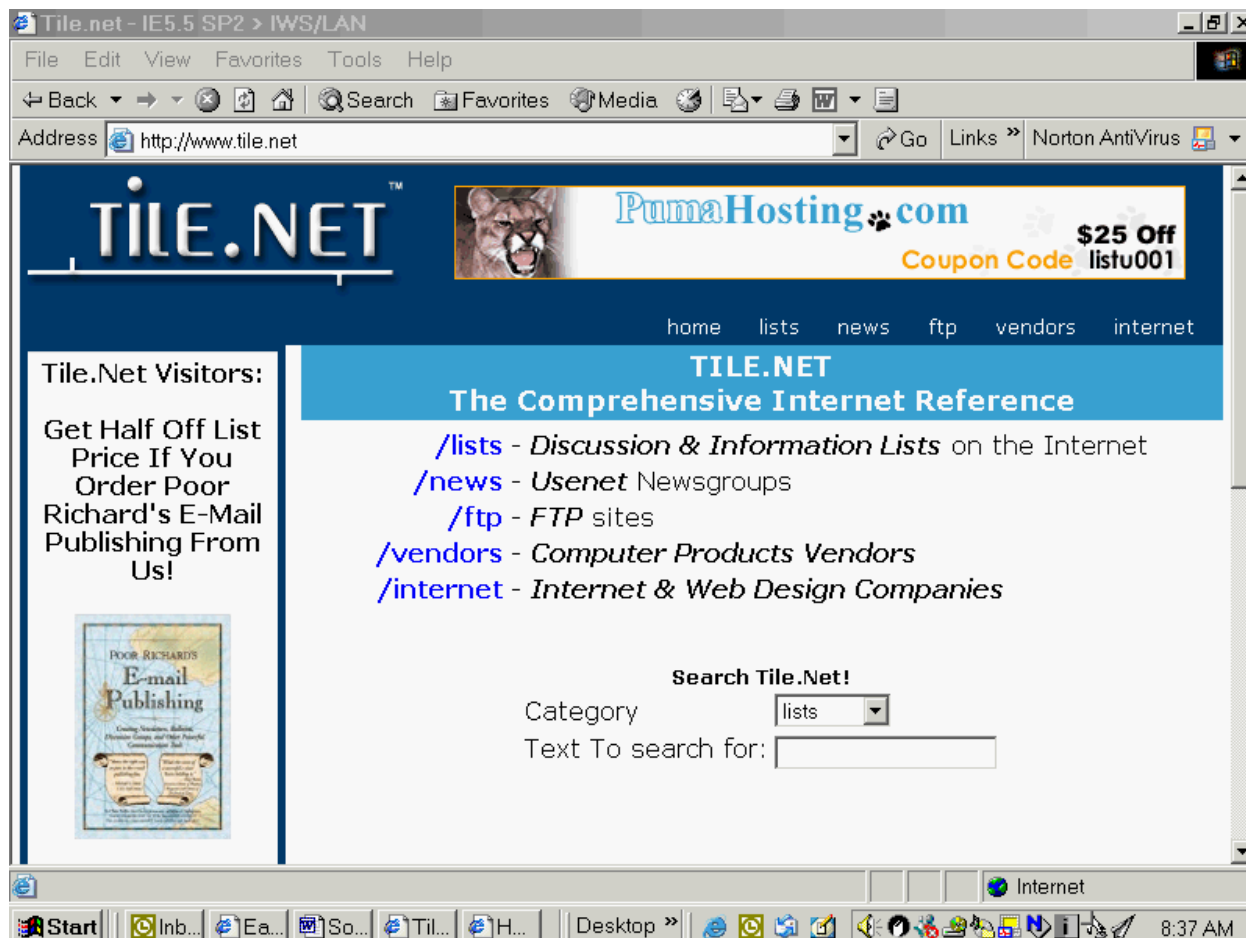 Tile.net - IE5.5 SP2 > IWS/LAN
File Edit View Favorites Tools Help
Back Search Favorites Media
Address http://www.tile.net Go Links » Norton AntiVirus
TILE.NET ™
PumaHosting.com
$25 Off
Coupon Code listu001
home lists news ftp vendors internet
Tile.Net Visitors:
Get Half Off List
Price If You
Order Poor
Richard's E-Mail
Publishing From
Us!
POOR RICHARD'S
E-mail
Publishing
TILE.NET
The Comprehensive Internet Reference
/lists - Discussion & Information Lists on the Internet
/news - Usenet Newsgroups
/ftp - FTP sites
/vendors - Computer Products Vendors
/internet - Internet & Web Design Companies
Search Tile.Net!
Category lists
Text To search for:
Internet
Start Inb... Ea... So... Til... H... Desktop » 8:37 AM